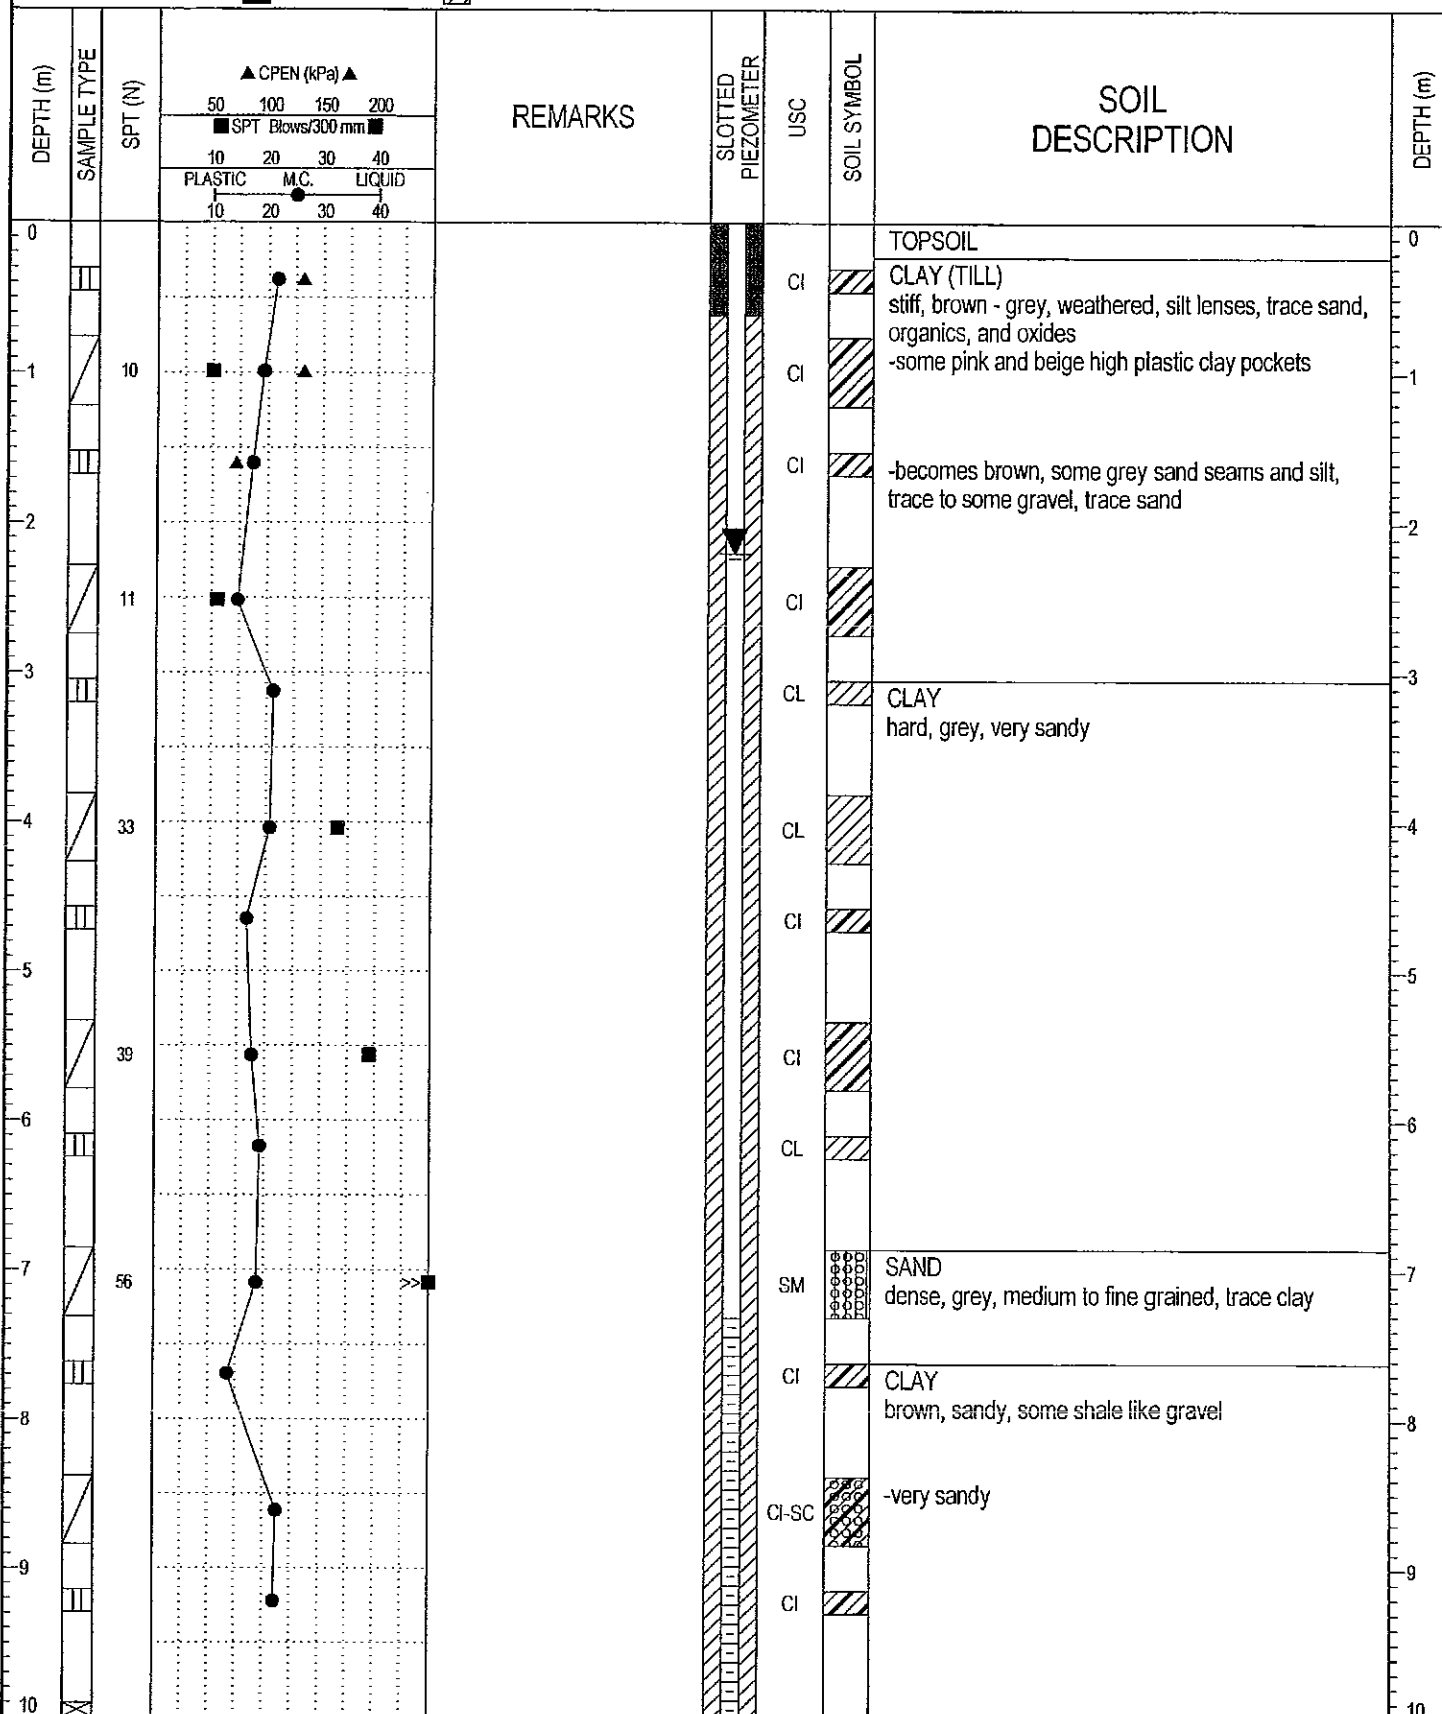 DEPTH (m)
SAMPLE TYPE
SPT (N)
▲ CPEN (kPa) ▲
50 100 150 200
■ SPT Blows/300 mm ■
10 20 30 40
PLASTIC M.C. LIQUID
10 20 30 40
REMARKS
SLOTTED
PIEZOMETER
USC
SOIL SYMBOL
SOIL
DESCRIPTION
DEPTH (m)
0
TOPSOIL
0
CI
CLAY (TILL)
stiff, brown - grey, weathered, silt lenses, trace sand,
organics, and oxides
1
10
CI
-some pink and beige high plastic clay pockets
1
CI
-becomes brown, some grey sand seams and silt,
trace to some gravel, trace sand
2
2
11
CI
3
3
CL
CLAY
hard, grey, very sandy
4
33
CL
4
CI
5
5
39
CI
6
6
CL
7
56
>>
SM
SAND
7
dense, grey, medium to fine grained, trace clay
CI
CLAY
brown, sandy, some shale like gravel
8
8
CI-SC
-very sandy
9
9
CI
10
10